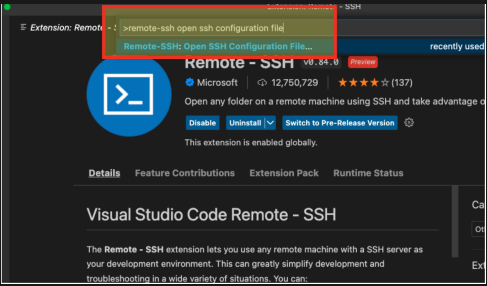 Extension: Remote - SSH
Extension: Remote - S
>remote-ssh open ssh configuration file
Remote-SSH: Open SSH Configuration File...
recently used
Remote - SSH v0.84.0 Preview
Microsoft 12,750,729 (137)
Open any folder on a remote machine using SSH and take advantage o
Disable Uninstall Switch to Pre-Release Version
This extension is enabled globally.
Details Feature Contributions Extension Pack Runtime Status
Visual Studio Code Remote - SSH
Ca
Ot
The Remote - SSH extension lets you use any remote machine with a SSH server as
your development environment. This can greatly simplify development and
troubleshooting in a wide variety of situations. You can:
Ext